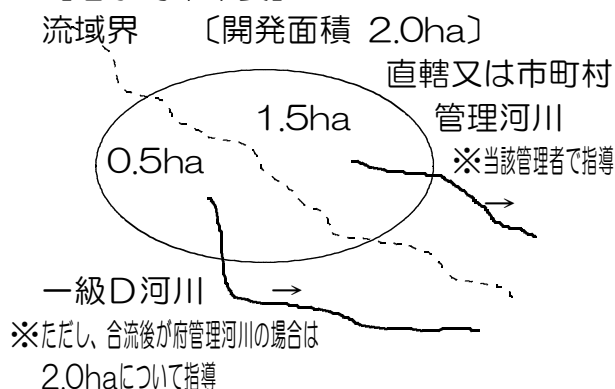 流域界 〔開発面積 2.0ha〕
直轄又は市町村
管理河川
※当該管理者で指導
1.5ha
0.5ha
→
一級D河川 →
※ただし、合流後が府管理河川の場合は
2.0haについて指導